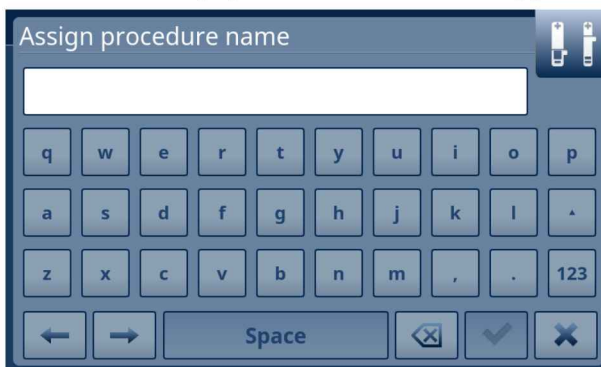 Assign procedure name
q w e r t y u i o p
a s d f g h j k l
z x c v b n m , . 123
Space